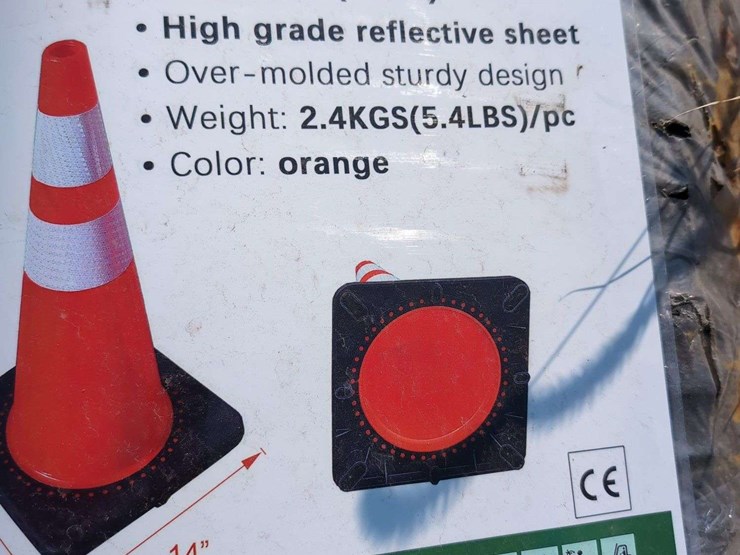 • High grade reflective sheet
• Over-molded sturdy design
• Weight: 2.4KGS(5.4LBS)/pc
• Color: orange
CE
14"